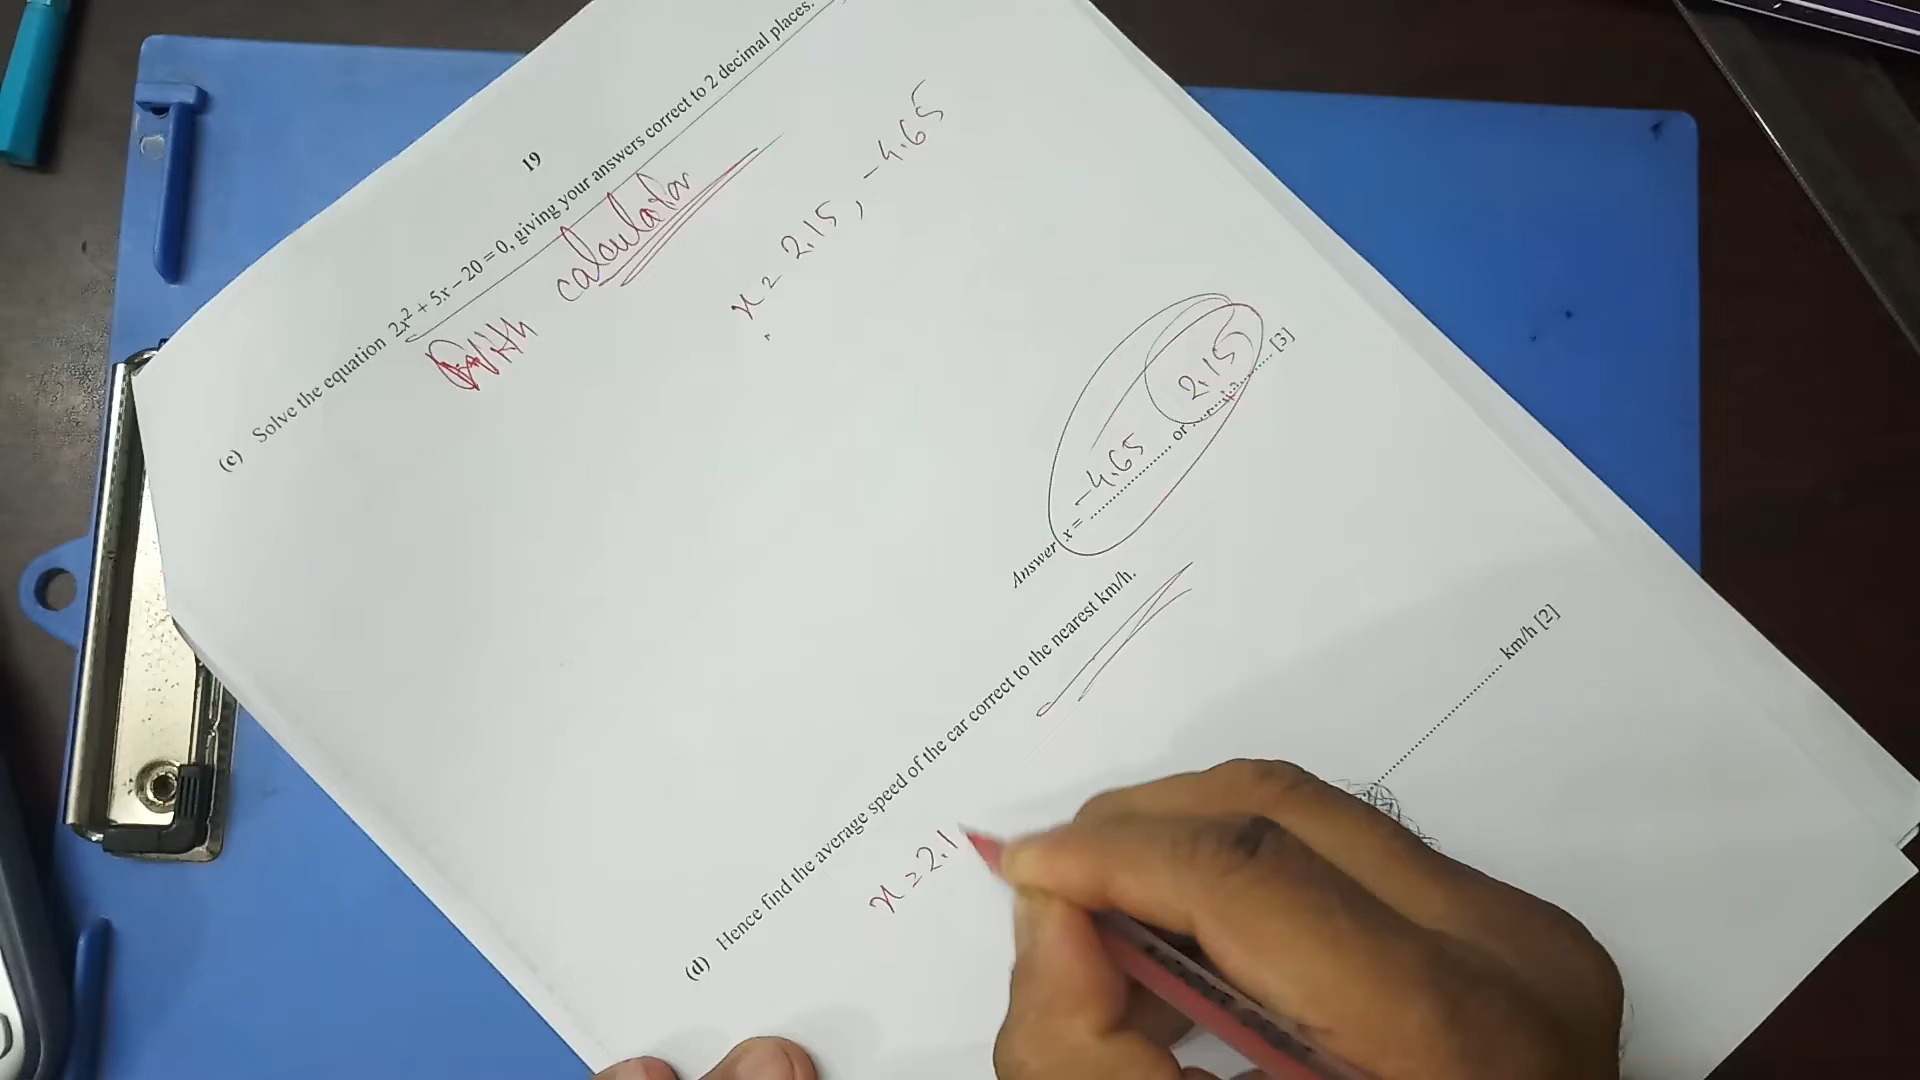 19
(c) Solve the equation 2x² + 5x − 20 = 0, giving your answers correct to 2 decimal places.
With calculator
x = 2.15, −4.65
Answer x = −4.65 or 2.15 [3]
(d) Hence find the average speed of the car correct to the nearest km/h.
x = 2.1
km/h [2]